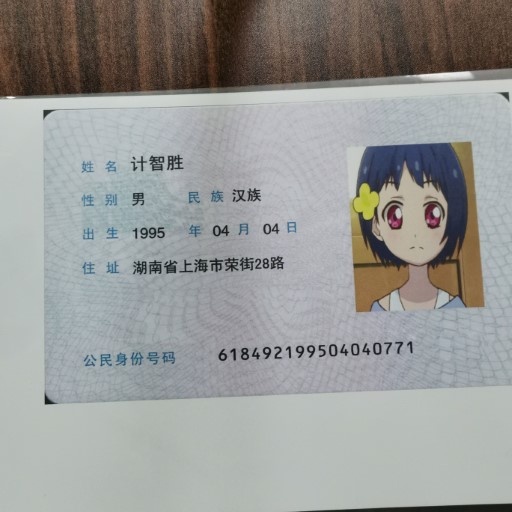 姓名 计智胜
性别 男 民族 汉族
出生 1995 年 04 月 04 日
住址 湖南省上海市荣街28路
公民身份号码 618492199504040771